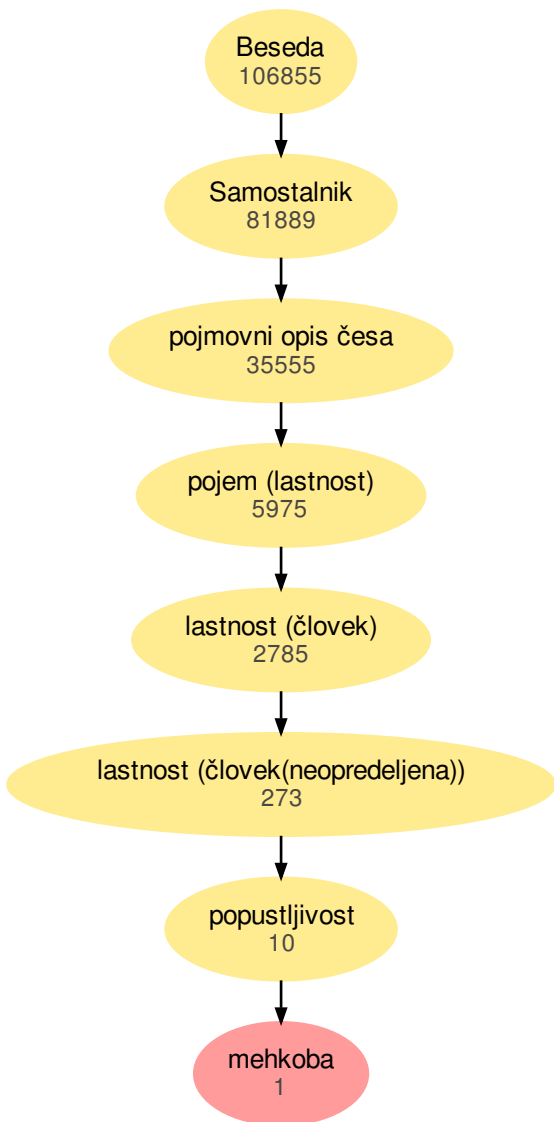 Beseda
106855
Samostalnik
81889
pojmovni opis česa
35555
pojem (lastnost)
5975
lastnost (človek)
2785
lastnost (človek(neopredeljena))
273
popustljivost
10
mehkoba
1